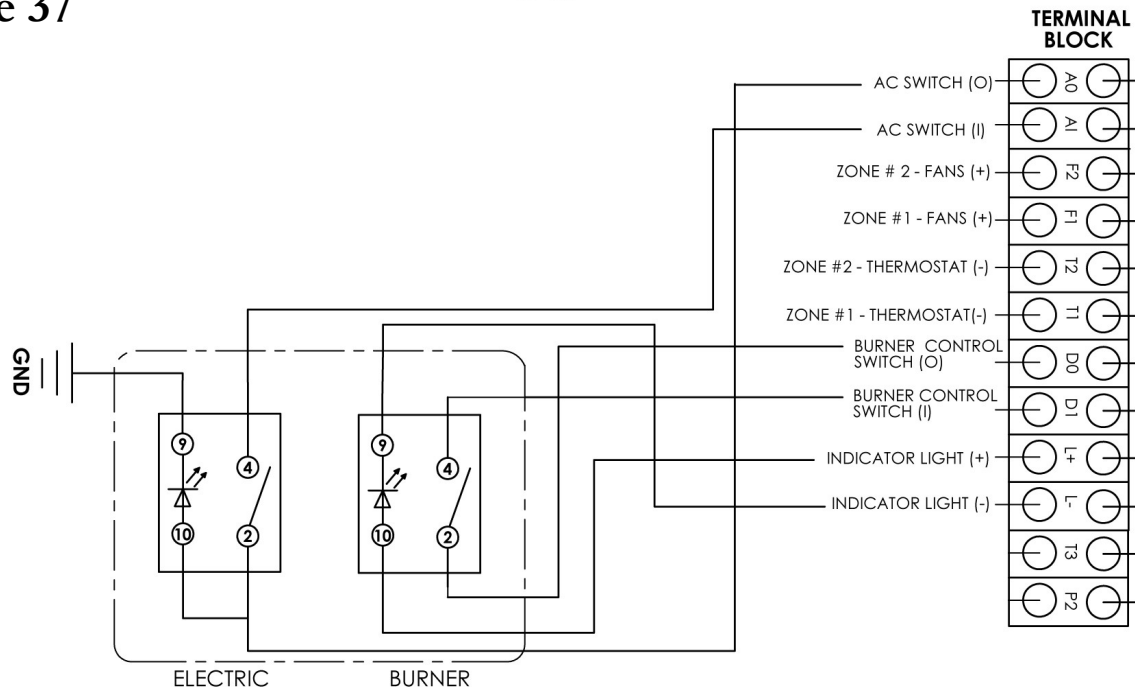 e 37
TERMINAL
BLOCK
AC SWITCH (O)
A0
AC SWITCH (I)
A1
ZONE # 2 - FANS (+)
F2
ZONE #1 - FANS (+)
F1
ZONE #2 - THERMOSTAT (-)
T2
ZONE #1 - THERMOSTAT(-)
T1
BURNER CONTROL
SWITCH (O)
D0
BURNER CONTROL
SWITCH (I)
D1
INDICATOR LIGHT (+)
L+
INDICATOR LIGHT (-)
L-
T3
P2
GND
9
4
10
2
9
4
10
2
ELECTRIC
BURNER